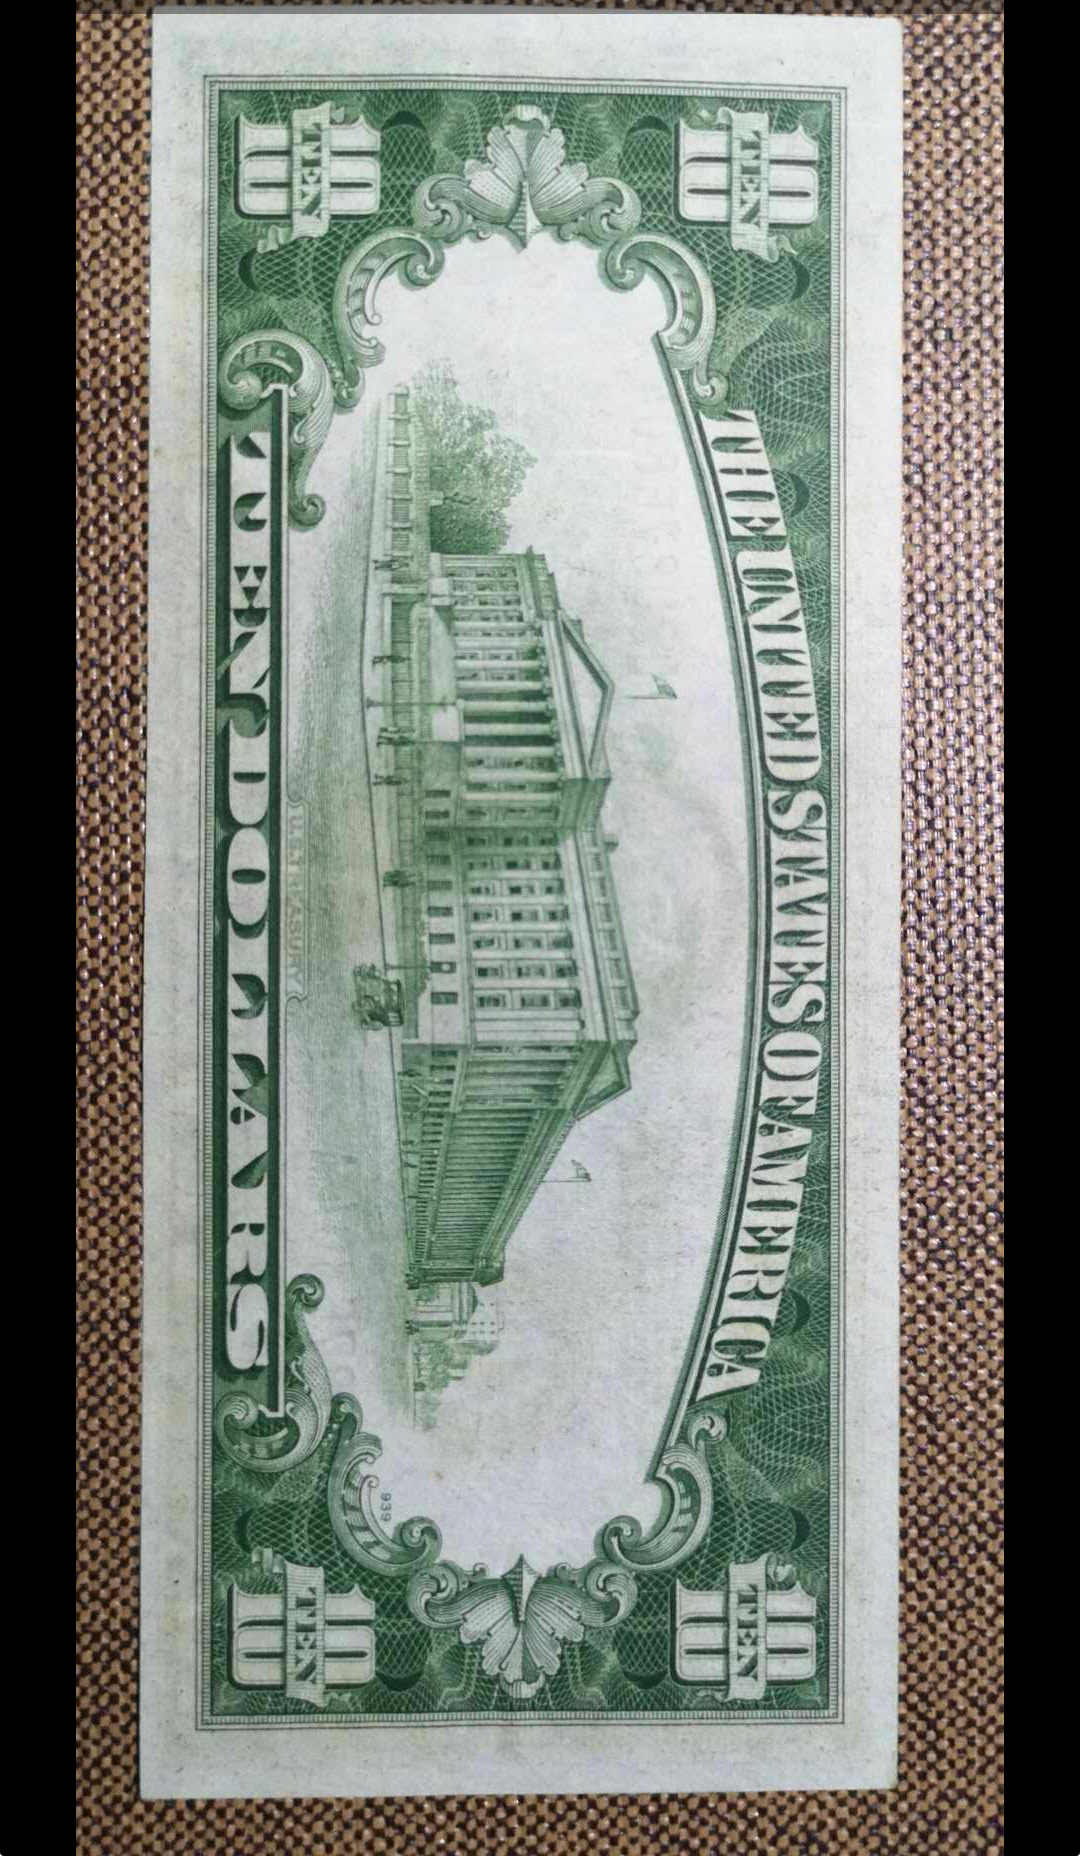 THE UNITED STATES OF AMERICA
10
TEN
10
TEN
U.S. TREASURY
939
TEN DOLLARS
10
TEN
10
TEN